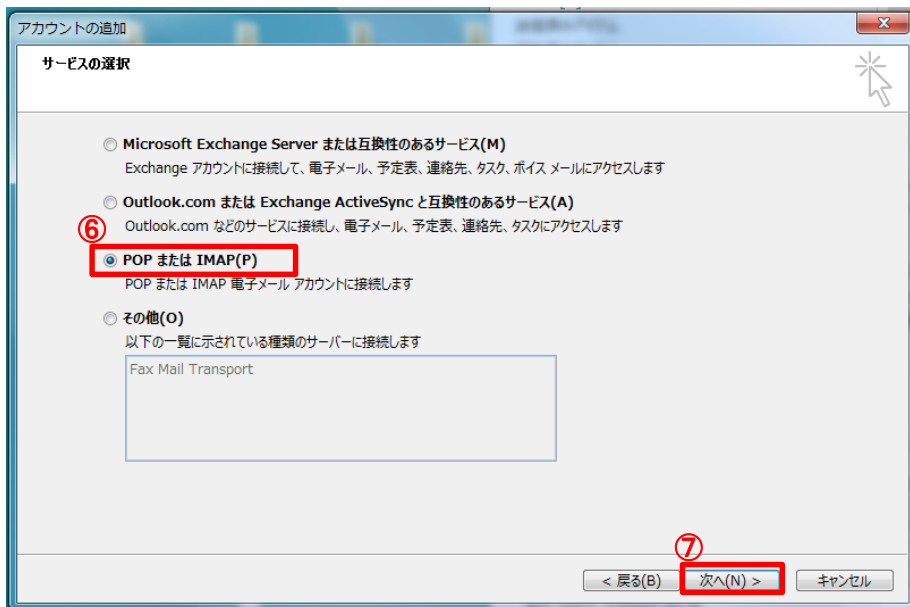 アカウントの追加
サービスの選択
Microsoft Exchange Server または互換性のあるサービス(M)
Exchange アカウントに接続して、電子メール、予定表、連絡先、タスク、ボイス メールにアクセスします
Outlook.com または Exchange ActiveSync と互換性のあるサービス(A)
Outlook.com などのサービスに接続し、電子メール、予定表、連絡先、タスクにアクセスします
⑥
POP または IMAP(P)
POP または IMAP 電子メール アカウントに接続します
その他(O)
以下の一覧に示されている種類のサーバーに接続します
Fax Mail Transport
⑦
< 戻る(B) 次へ(N) > キャンセル